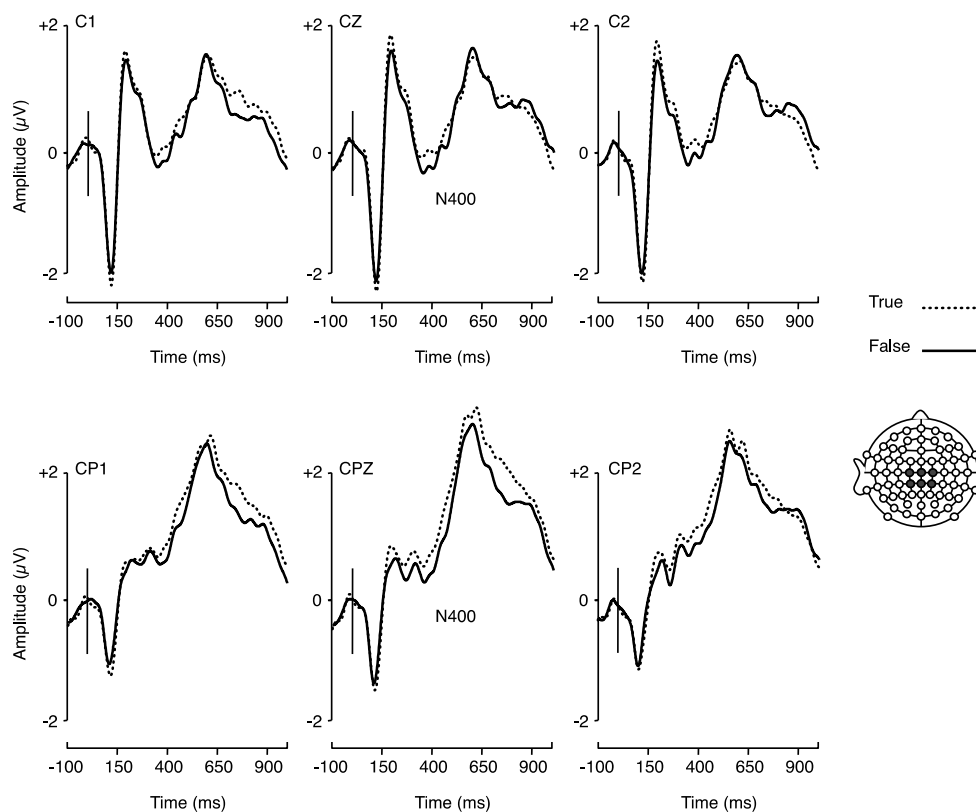 +2 C1
Amplitude (µV)
0
-2
-100 150 400 650 900
Time (ms)
+2 CZ
0
N400
-2
-100 150 400 650 900
Time (ms)
+2 C2
0
-2
-100 150 400 650 900
Time (ms)
True
False
CP1
+2
Amplitude (µV)
0
-2
-100 150 400 650 900
Time (ms)
CPZ
+2
0
N400
-2
-100 150 400 650 900
Time (ms)
CP2
+2
0
-2
-100 150 400 650 900
Time (ms)